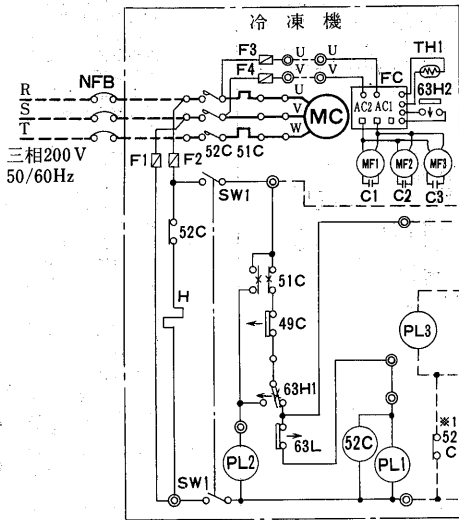 冷凍機
F3 U U TH1
F4 V V FC 63H2
NFB
R U
S V MC AC2 AC1
T W
三相200V F1 F2 52C 51C MF1 MF2 MF3
50/60Hz
SW1 C1 C2 C3
52C
51C
H 49C PL3
63H1
※1
63L 52C 52
PL2 PL1 C
SW1